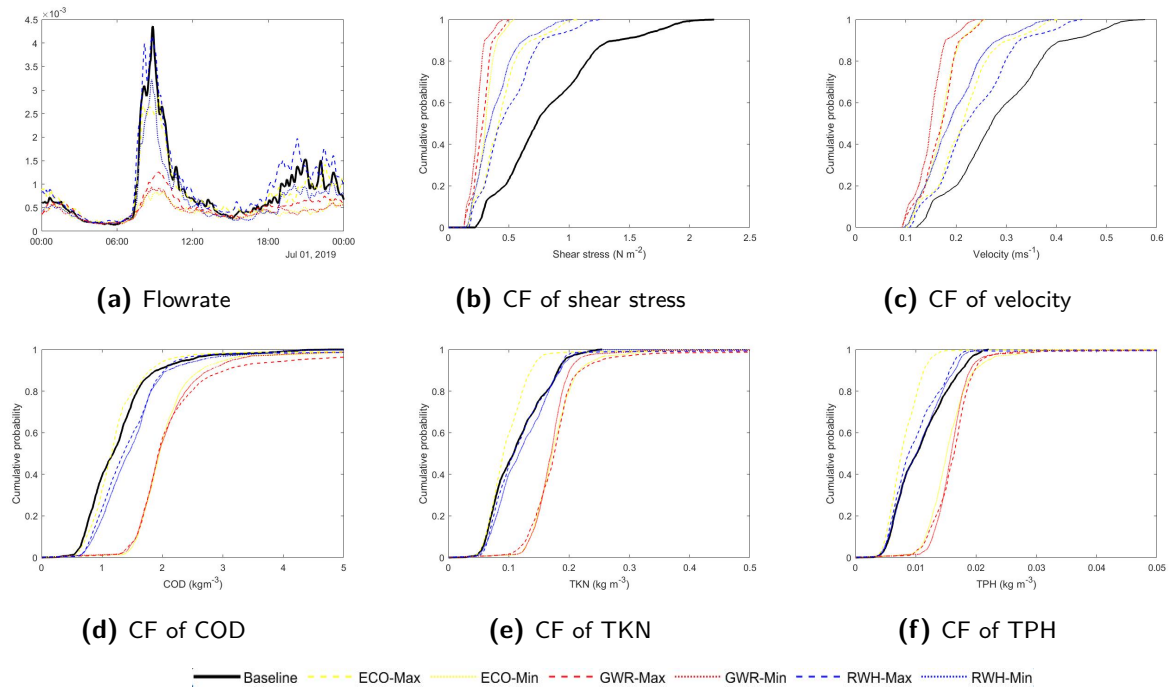 ×10⁻³
4.5
4
3.5
3
2.5
2
1.5
1
0.5
0
00:00 06:00 12:00 18:00 00:00
Jul 01, 2019
(a) Flowrate
Cumulative probability
1
0.8
0.6
0.4
0.2
0
0 0.5 1 1.5 2 2.5
Shear stress (N m⁻²)
(b) CF of shear stress
Cumulative probability
1
0.8
0.6
0.4
0.2
0
0 0.1 0.2 0.3 0.4 0.5 0.6
Velocity (ms⁻¹)
(c) CF of velocity
Cumulative probability
1
0.8
0.6
0.4
0.2
0
0 1 2 3 4 5
COD (kgm⁻³)
(d) CF of COD
Cumulative probability
1
0.8
0.6
0.4
0.2
0
0 0.1 0.2 0.3 0.4 0.5
TKN (kg m⁻³)
(e) CF of TKN
Cumulative probability
1
0.8
0.6
0.4
0.2
0
0 0.01 0.02 0.03 0.04 0.05
TPH (kg m⁻³)
(f) CF of TPH
Baseline ECO-Max ECO-Min GWR-Max GWR-Min RWH-Max RWH-Min